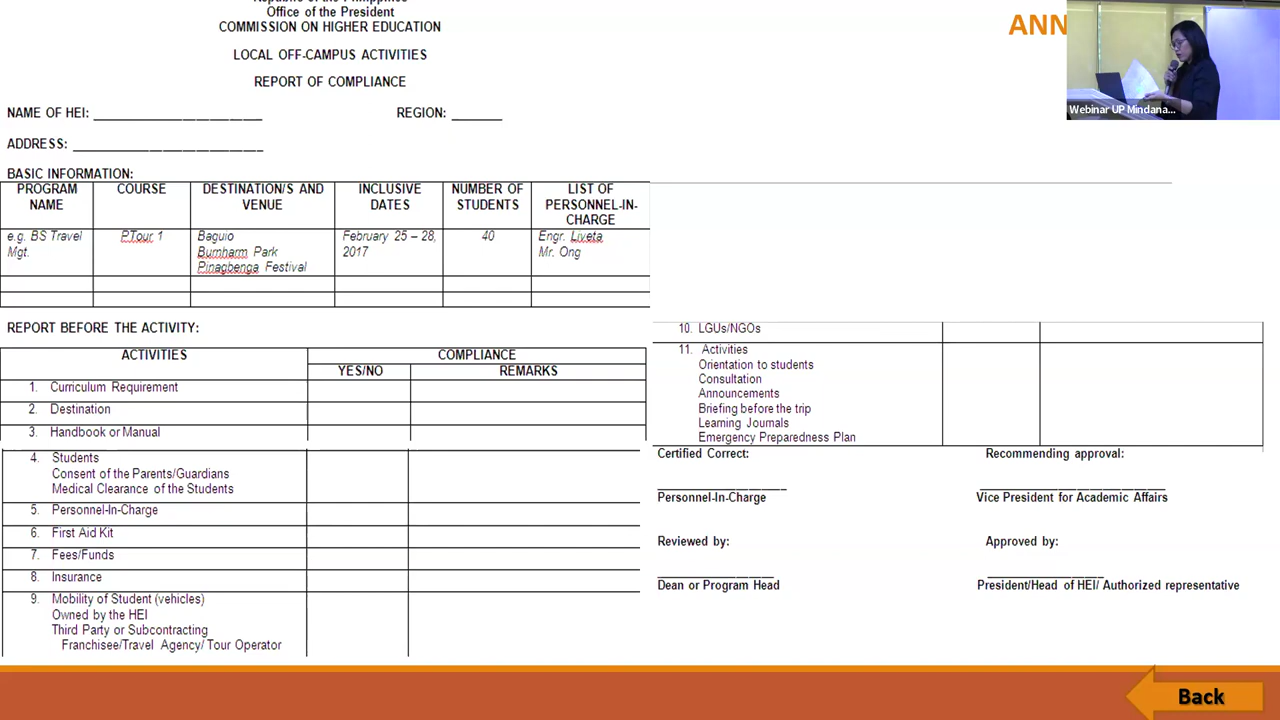 Office of the President
COMMISSION ON HIGHER EDUCATION
LOCAL OFF-CAMPUS ACTIVITIES
REPORT OF COMPLIANCE
NAME OF HEI: ____________________________ REGION: ________
ADDRESS: ________________________________
BASIC INFORMATION:
PROGRAM NAME COURSE DESTINATION/S AND VENUE INCLUSIVE DATES NUMBER OF STUDENTS LIST OF PERSONNEL-IN-CHARGE
e.g. BS Travel Mgt. P.Tour 1 Baguio Burnharm Park Pinagbenga Festival February 25 – 28, 2017 40 Engr. Liveta Mr. Ong
REPORT BEFORE THE ACTIVITY:
ACTIVITIES COMPLIANCE
YES/NO REMARKS
1. Curriculum Requirement
2. Destination
3. Handbook or Manual
4. Students
Consent of the Parents/Guardians
Medical Clearance of the Students
5. Personnel-In-Charge
6. First Aid Kit
7. Fees/Funds
8. Insurance
9. Mobility of Student (vehicles)
Owned by the HEI
Third Party or Subcontracting
Franchisee/Travel Agency/ Tour Operator
10. LGUs/NGOs
11. Activities
Orientation to students
Consultation
Announcements
Briefing before the trip
Learning Journals
Emergency Preparedness Plan
Certified Correct: Recommending approval:
Personnel-In-Charge Vice President for Academic Affairs
Reviewed by: Approved by:
Dean or Program Head President/Head of HEI/ Authorized representative
ANN
Webinar UP Mindana...
Back